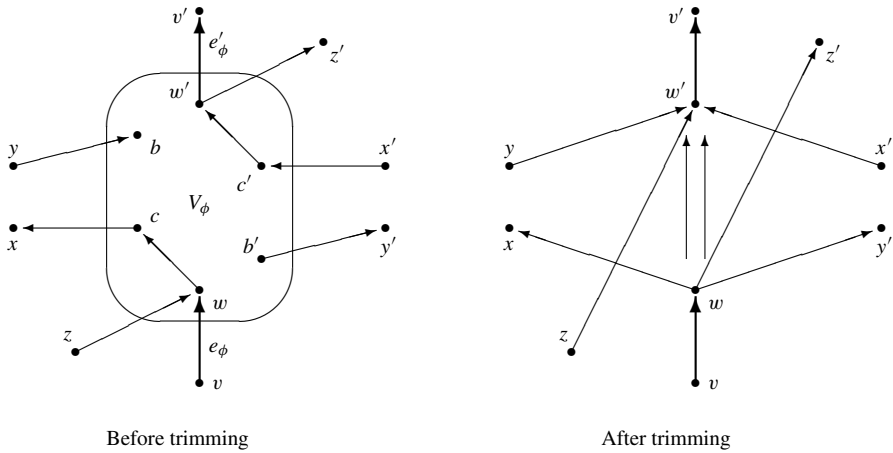 v′ v′
e′ϕ z′ z′
w′ w′
y b x′ y x′
c′
Vϕ
c
x b′ y′ x y′
w w
z z
eϕ
v v
Before trimming After trimming